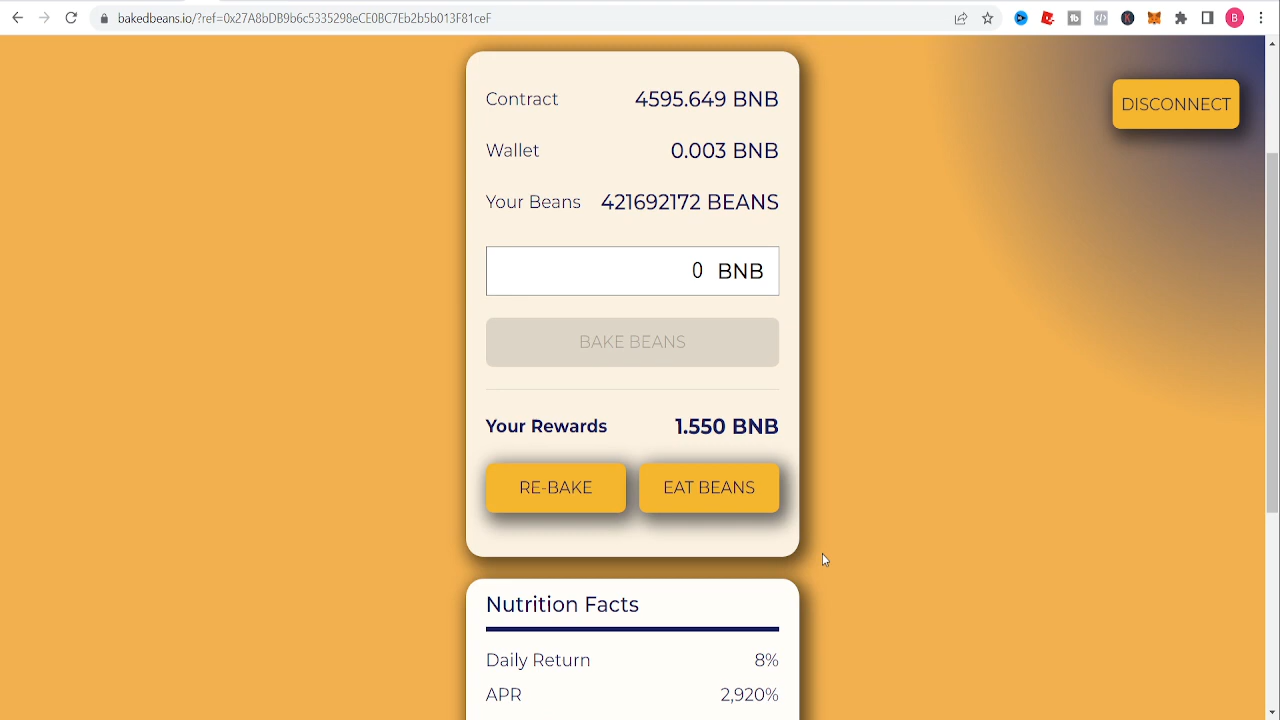 bakedbeans.io/?ref=0x27A8bDB9b6c5335298eCE0BC7Eb2b2b013F81ceF
B
Contract 4595.649 BNB
DISCONNECT
Wallet 0.003 BNB
Your Beans 421692172 BEANS
0 BNB
BAKE BEANS
Your Rewards 1.550 BNB
RE-BAKE EAT BEANS
Nutrition Facts
Daily Return 8%
APR 2,920%